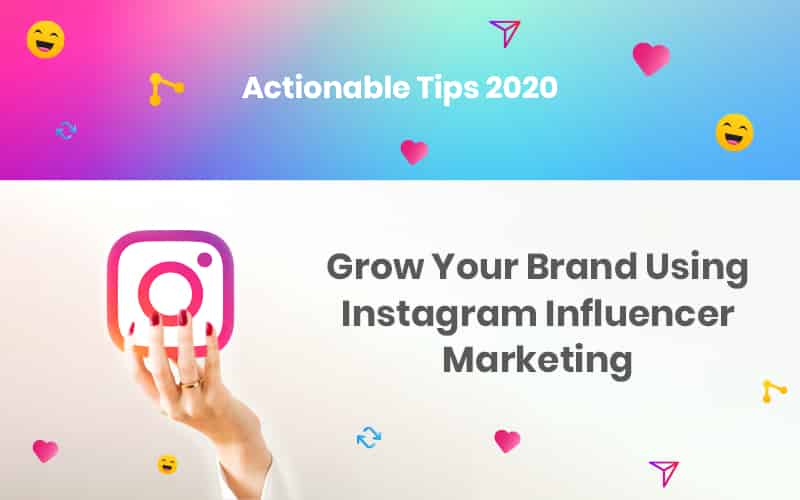 Actionable Tips 2020
Grow Your Brand Using
Instagram Influencer
Marketing